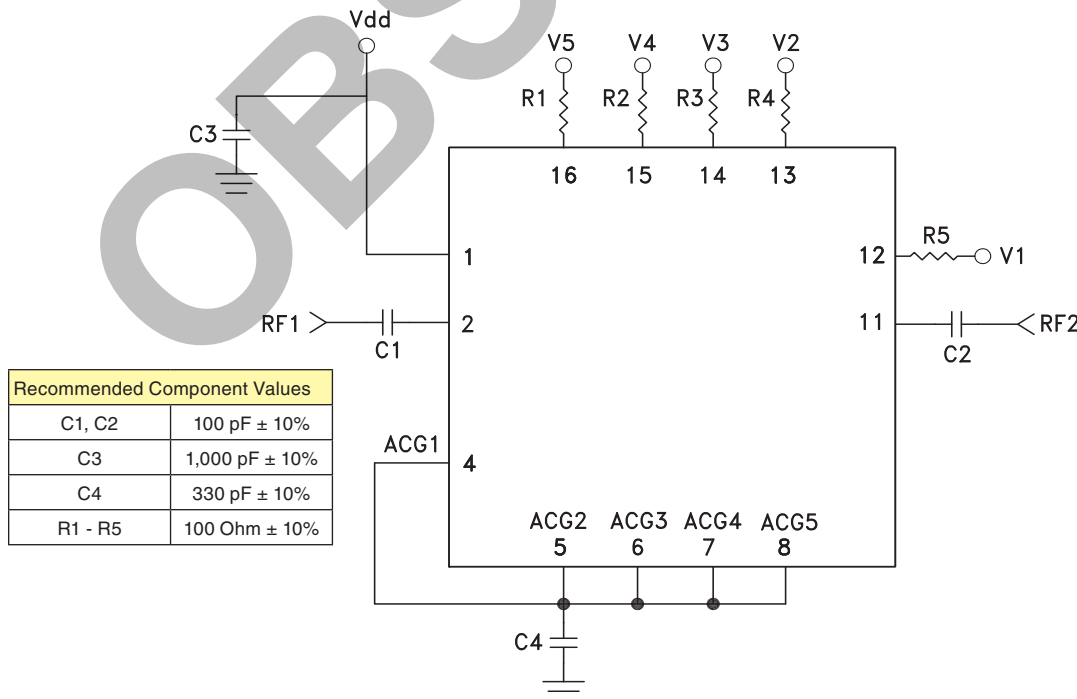 OBS
Vdd
V5 V4 V3 V2
R1 R2 R3 R4
C3
16 15 14 13
1
12 R5 V1
RF1 2
C1
11 RF2
C2
Recommended Component Values
C1, C2 100 pF ± 10%
C3 1,000 pF ± 10%
C4 330 pF ± 10%
R1 - R5 100 Ohm ± 10%
ACG1
4
ACG2 ACG3 ACG4 ACG5
5 6 7 8
C4